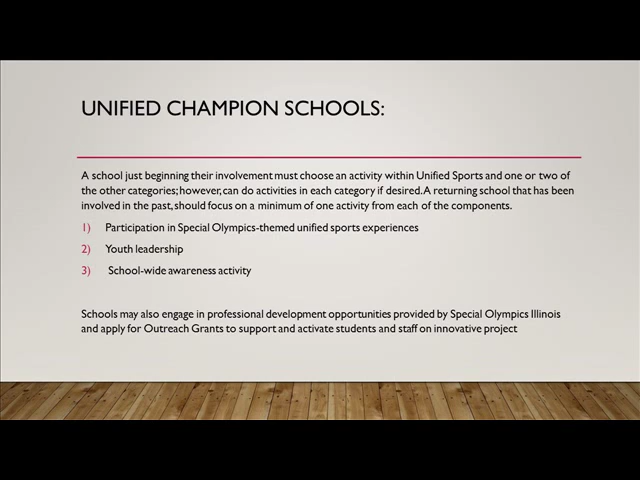 UNIFIED CHAMPION SCHOOLS:
A school just beginning their involvement must choose an activity within Unified Sports and one or two of
the other categories; however, can do activities in each category if desired. A returning school that has been
involved in the past, should focus on a minimum of one activity from each of the components.
1) Participation in Special Olympics-themed unified sports experiences
2) Youth leadership
3) School-wide awareness activity
Schools may also engage in professional development opportunities provided by Special Olympics Illinois
and apply for Outreach Grants to support and activate students and staff on innovative project